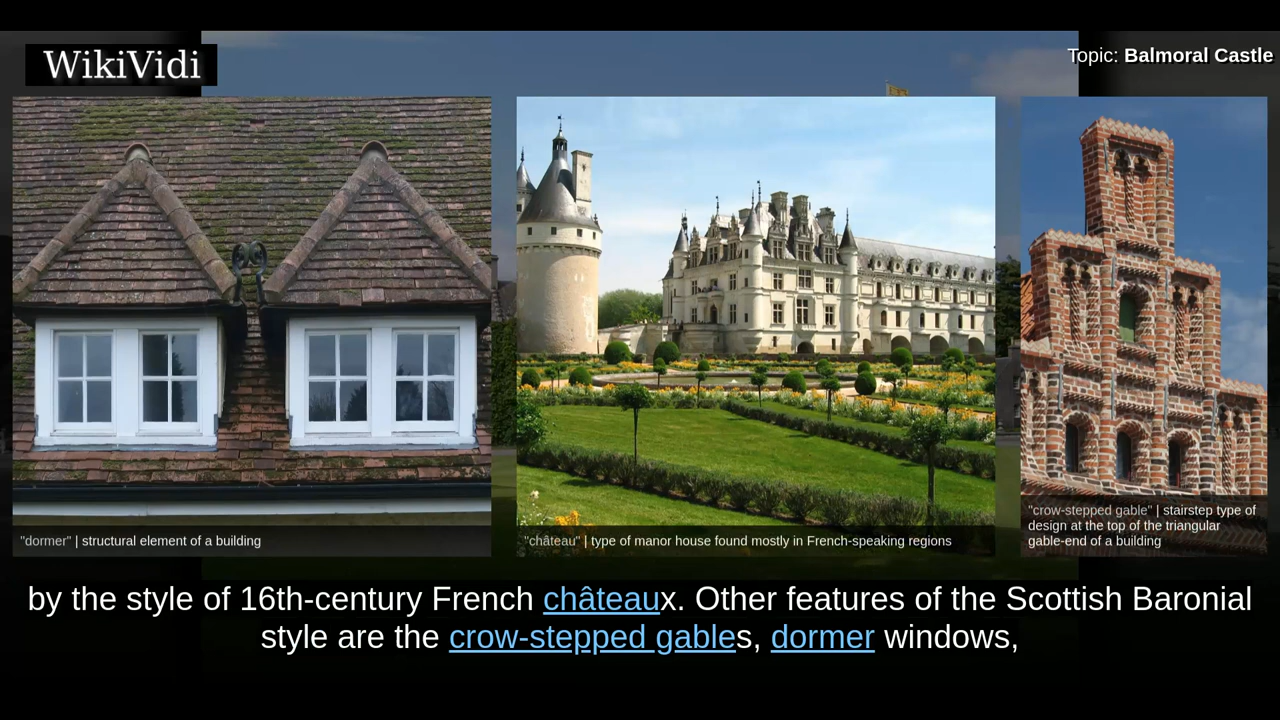 WikiVidi
Topic: Balmoral Castle
"dormer" | structural element of a building
"château" | type of manor house found mostly in French-speaking regions
"crow-stepped gable" | stairstep type of
design at the top of the triangular
gable-end of a building
by the style of 16th-century French châteaux. Other features of the Scottish Baronial
style are the crow-stepped gables, dormer windows,